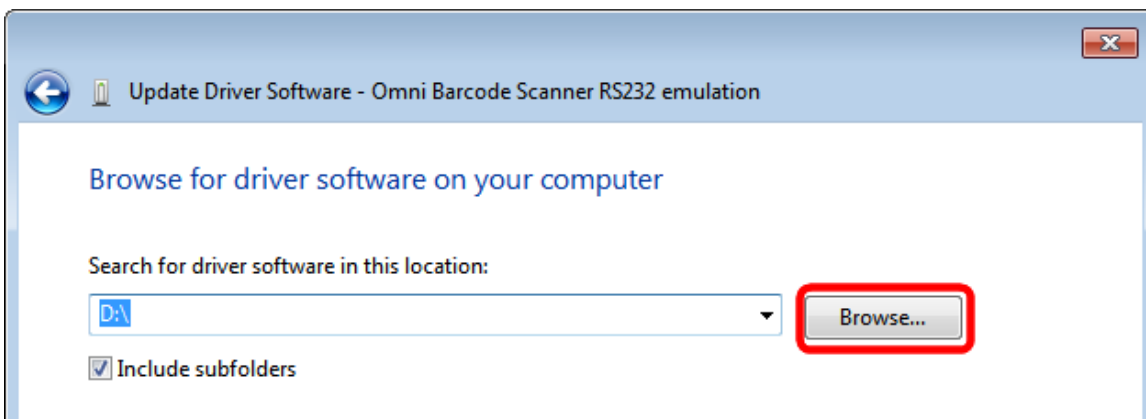 Update Driver Software - Omni Barcode Scanner RS232 emulation
Browse for driver software on your computer
Search for driver software in this location:
D:\
Browse...
Include subfolders